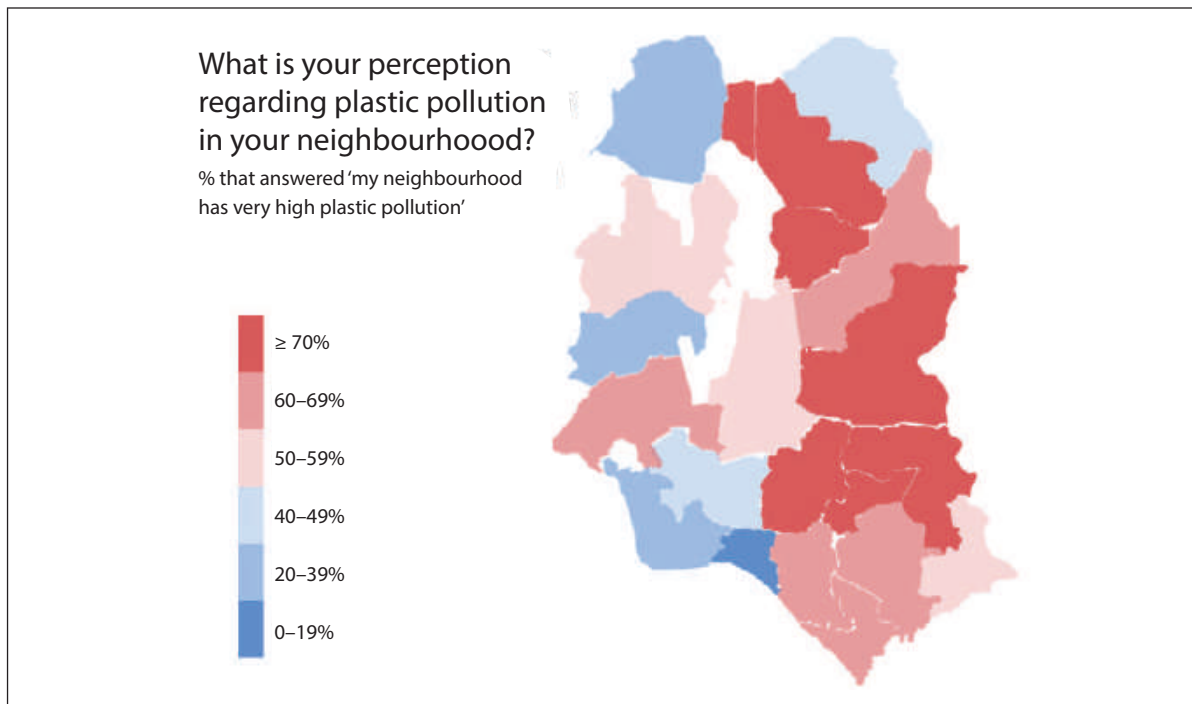 What is your perception
regarding plastic pollution
in your neighbourhoood?
% that answered ‘my neighbourhood
has very high plastic pollution’
≥ 70%
60–69%
50–59%
40–49%
20–39%
0–19%